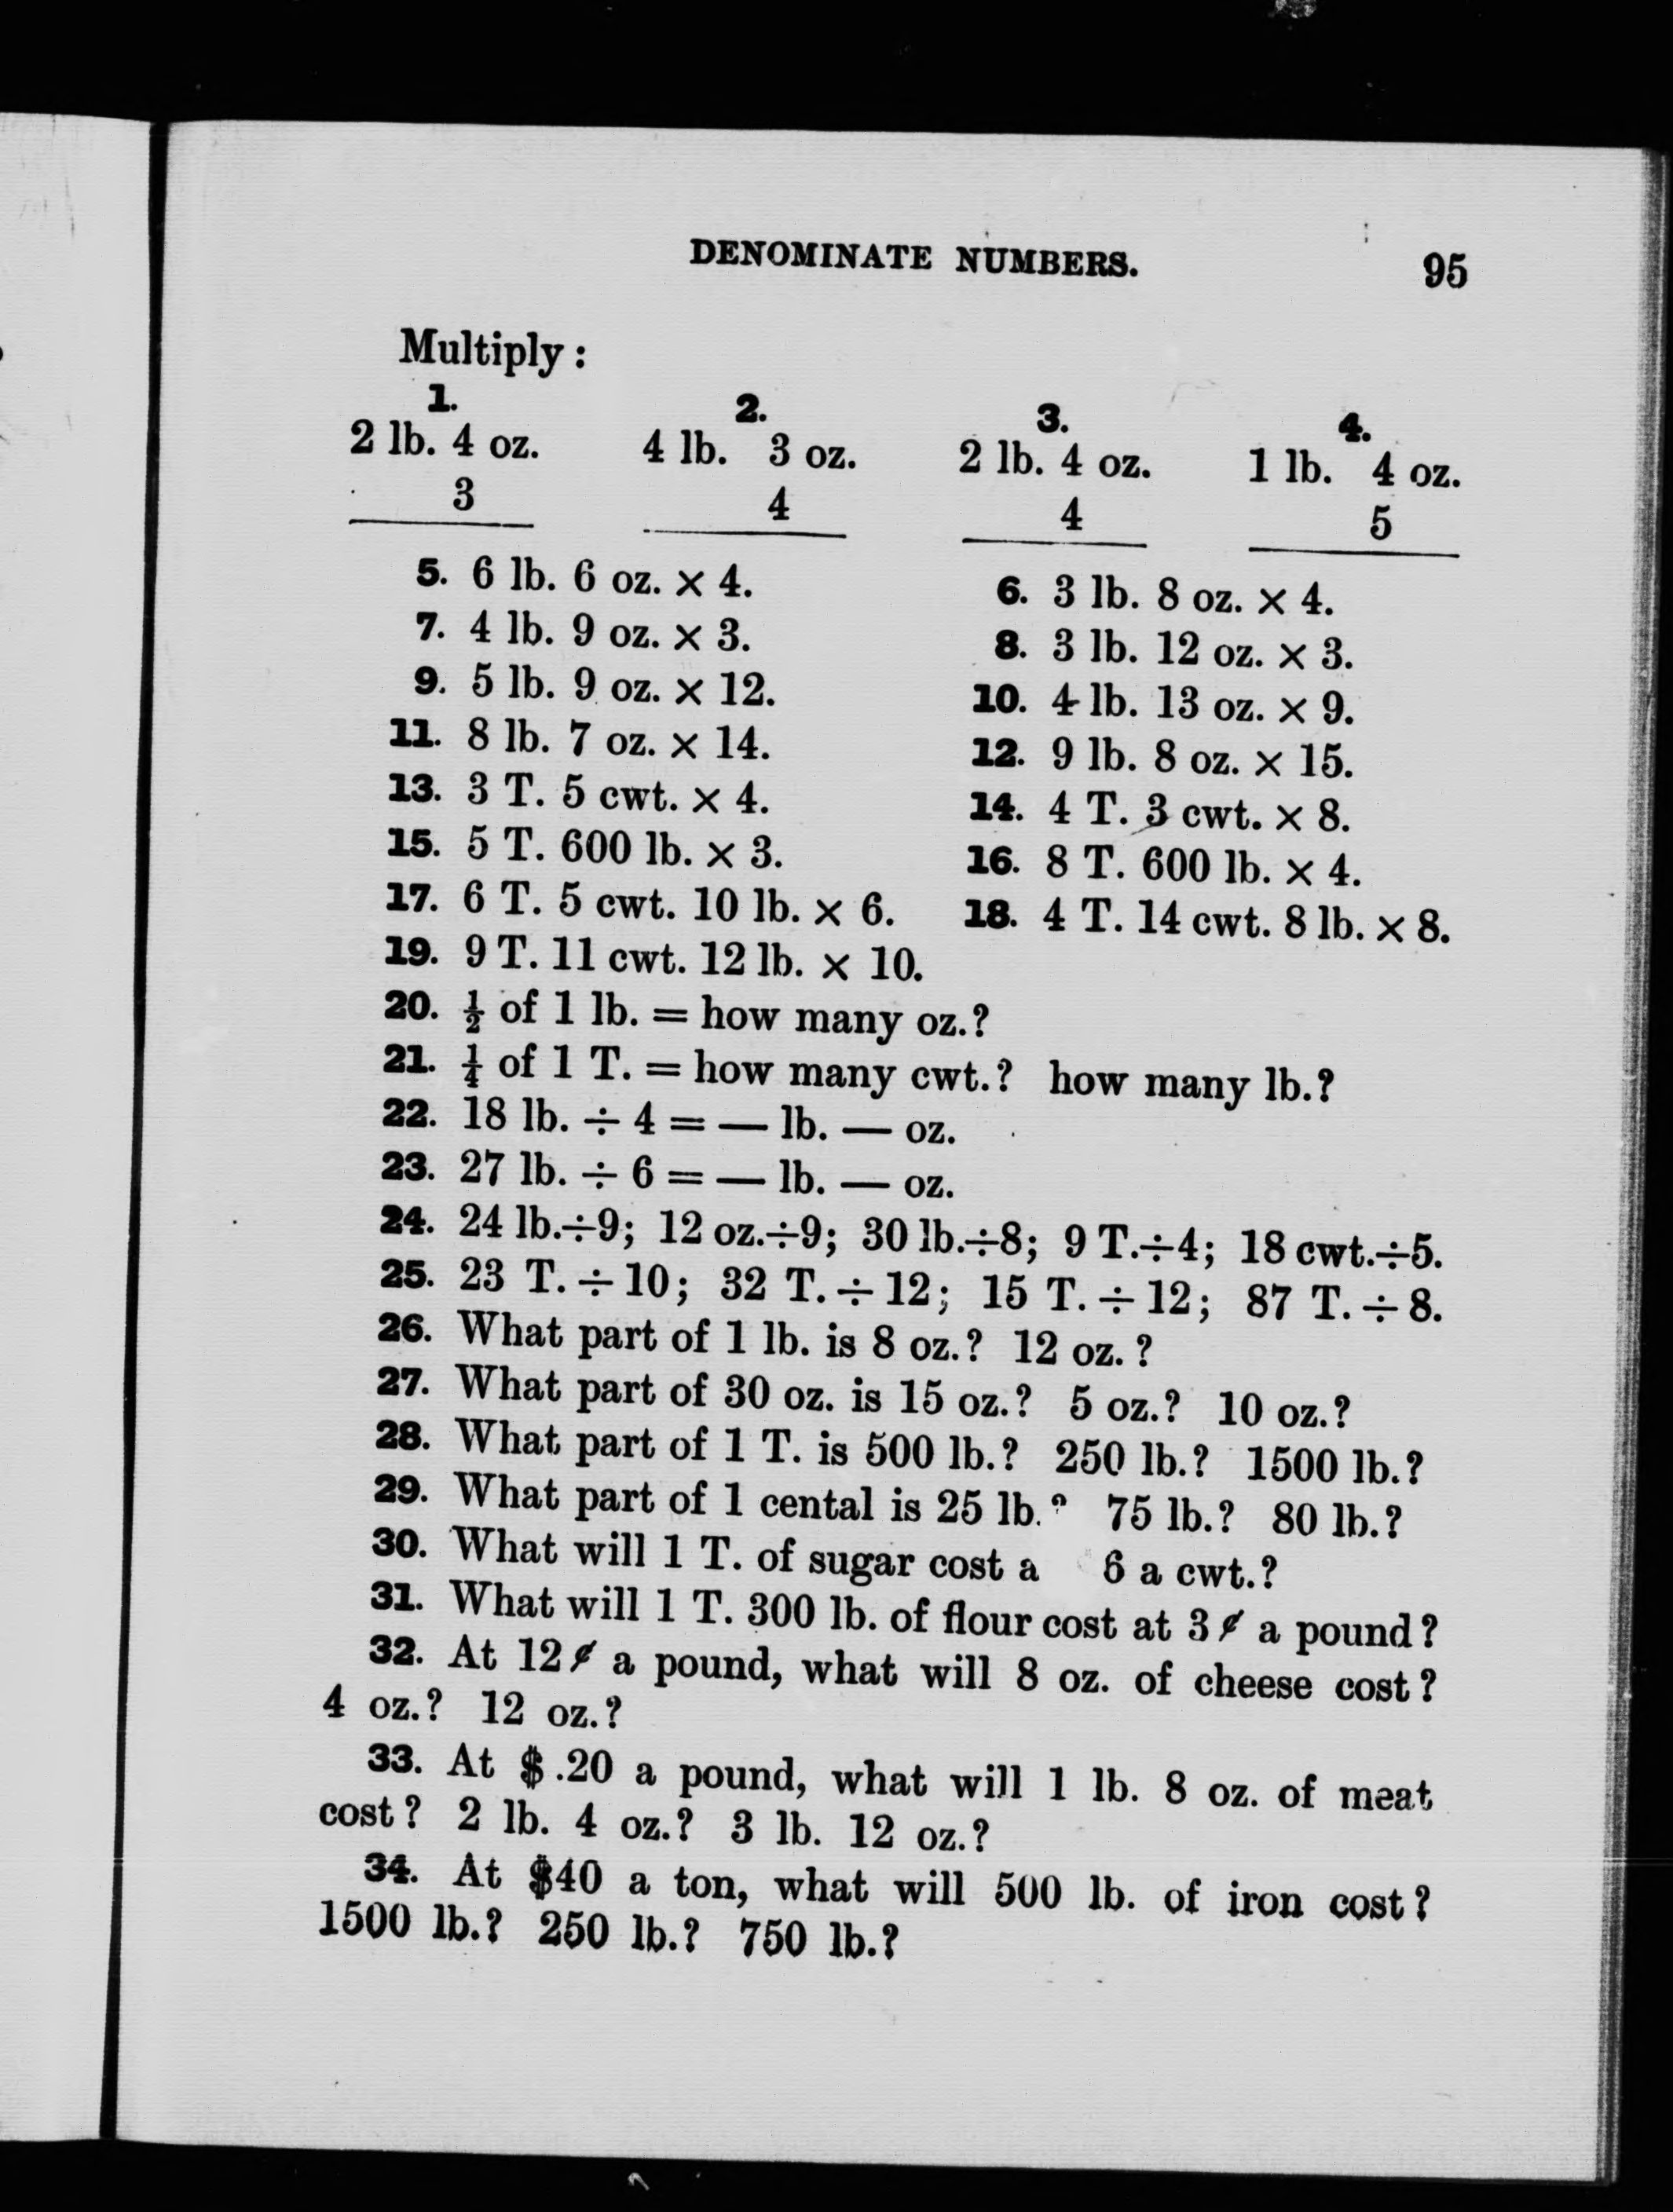 DENOMINATE NUMBERS. 95
Multiply :
1. 2. 3. 4.
2 lb. 4 oz. 4 lb. 3 oz. 2 lb. 4 oz. 1 lb. 4 oz.
3 4 4 5
5. 6 lb. 6 oz. × 4. 6. 3 lb. 8 oz. × 4.
7. 4 lb. 9 oz. × 3. 8. 3 lb. 12 oz. × 3.
9. 5 lb. 9 oz. × 12. 10. 4 lb. 13 oz. × 9.
11. 8 lb. 7 oz. × 14. 12. 9 lb. 8 oz. × 15.
13. 3 T. 5 cwt. × 4. 14. 4 T. 3 cwt. × 8.
15. 5 T. 600 lb. × 3. 16. 8 T. 600 lb. × 4.
17. 6 T. 5 cwt. 10 lb. × 6. 18. 4 T. 14 cwt. 8 lb. × 8.
19. 9 T. 11 cwt. 12 lb. × 10.
20. ½ of 1 lb. = how many oz.?
21. ¼ of 1 T. = how many cwt.? how many lb.?
22. 18 lb. ÷ 4 = — lb. — oz.
23. 27 lb. ÷ 6 = — lb. — oz.
24. 24 lb.÷9; 12 oz.÷9; 30 lb.÷8; 9 T.÷4; 18 cwt.÷5.
25. 23 T. ÷ 10; 32 T. ÷ 12; 15 T. ÷ 12; 87 T. ÷ 8.
26. What part of 1 lb. is 8 oz.? 12 oz.?
27. What part of 30 oz. is 15 oz.? 5 oz.? 10 oz.?
28. What part of 1 T. is 500 lb.? 250 lb.? 1500 lb.?
29. What part of 1 cental is 25 lb.? 75 lb.? 80 lb.?
30. What will 1 T. of sugar cost a 6 a cwt.?
31. What will 1 T. 300 lb. of flour cost at 3¢ a pound?
32. At 12¢ a pound, what will 8 oz. of cheese cost?
4 oz.? 12 oz.?
33. At $.20 a pound, what will 1 lb. 8 oz. of meat
cost? 2 lb. 4 oz.? 3 lb. 12 oz.?
34. At $40 a ton, what will 500 lb. of iron cost?
1500 lb.? 250 lb.? 750 lb.?